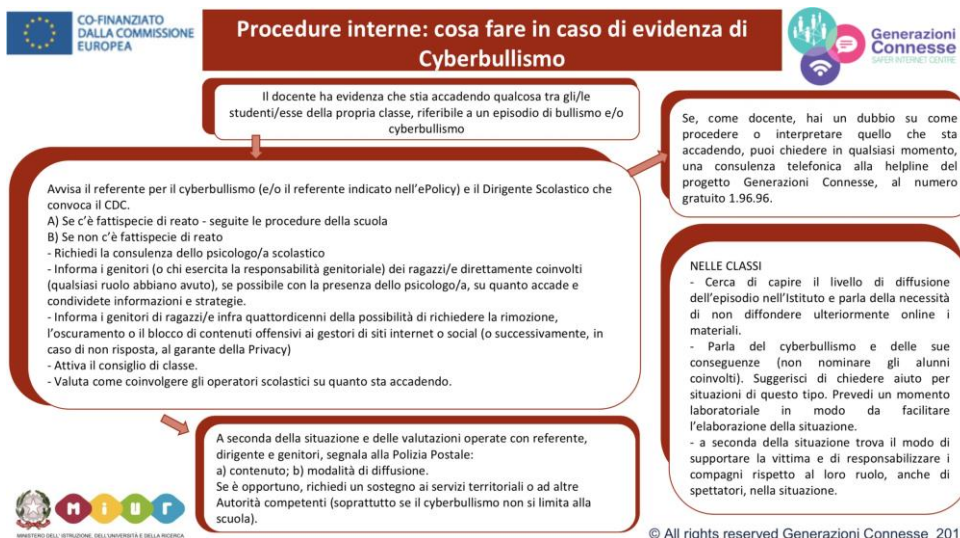 CO-FINANZIATO
DALLA COMMISSIONE
EUROPEA
Procedure interne: cosa fare in caso di evidenza di
Cyberbullismo
Generazioni
Connesse
SAFER INTERNET CENTRE
Il docente ha evidenza che stia accadendo qualcosa tra gli/le
studenti/esse della propria classe, riferibile a un episodio di bullismo e/o
cyberbullismo
Se, come docente, hai un dubbio su come
procedere o interpretare quello che sta
accadendo, puoi chiedere in qualsiasi momento,
una consulenza telefonica alla helpline del
progetto Generazioni Connesse, al numero
gratuito 1.96.96.
Avvisa il referente per il cyberbullismo (e/o il referente indicato nell'ePolicy) e il Dirigente Scolastico che
convoca il CDC.
A) Se c'è fattispecie di reato - seguite le procedure della scuola
B) Se non c'è fattispecie di reato
- Richiedi la consulenza dello psicologo/a scolastico
- Informa i genitori (o chi esercita la responsabilità genitoriale) dei ragazzi/e direttamente coinvolti
(qualsiasi ruolo abbiano avuto), se possibile con la presenza dello psicologo/a, su quanto accade e
condividete informazioni e strategie.
- Informa i genitori di ragazzi/e infra quattordicenni della possibilità di richiedere la rimozione,
l'oscuramento o il blocco di contenuti offensivi ai gestori di siti internet o social (o successivamente, in
caso di non risposta, al garante della Privacy)
- Attiva il consiglio di classe.
- Valuta come coinvolgere gli operatori scolastici su quanto sta accadendo.
NELLE CLASSI
- Cerca di capire il livello di diffusione
dell'episodio nell'Istituto e parla della necessità
di non diffondere ulteriormente online i
materiali.
- Parla del cyberbullismo e delle sue
conseguenze (non nominare gli alunni
coinvolti). Suggerisci di chiedere aiuto per
situazioni di questo tipo. Prevedi un momento
laboratoriale in modo da facilitare
l'elaborazione della situazione.
- a seconda della situazione trova il modo di
supportare la vittima e di responsabilizzare i
compagni rispetto al loro ruolo, anche di
spettatori, nella situazione.
A seconda della situazione e delle valutazioni operate con referente,
dirigente e genitori, segnala alla Polizia Postale:
a) contenuto; b) modalità di diffusione.
Se è opportuno, richiedi un sostegno ai servizi territoriali o ad altre
Autorità competenti (soprattutto se il cyberbullismo non si limita alla
scuola).
MIUR
MINISTERO DELL'ISTRUZIONE, DELL'UNIVERSITÀ E DELLA RICERCA
© All rights reserved Generazioni Connesse 201